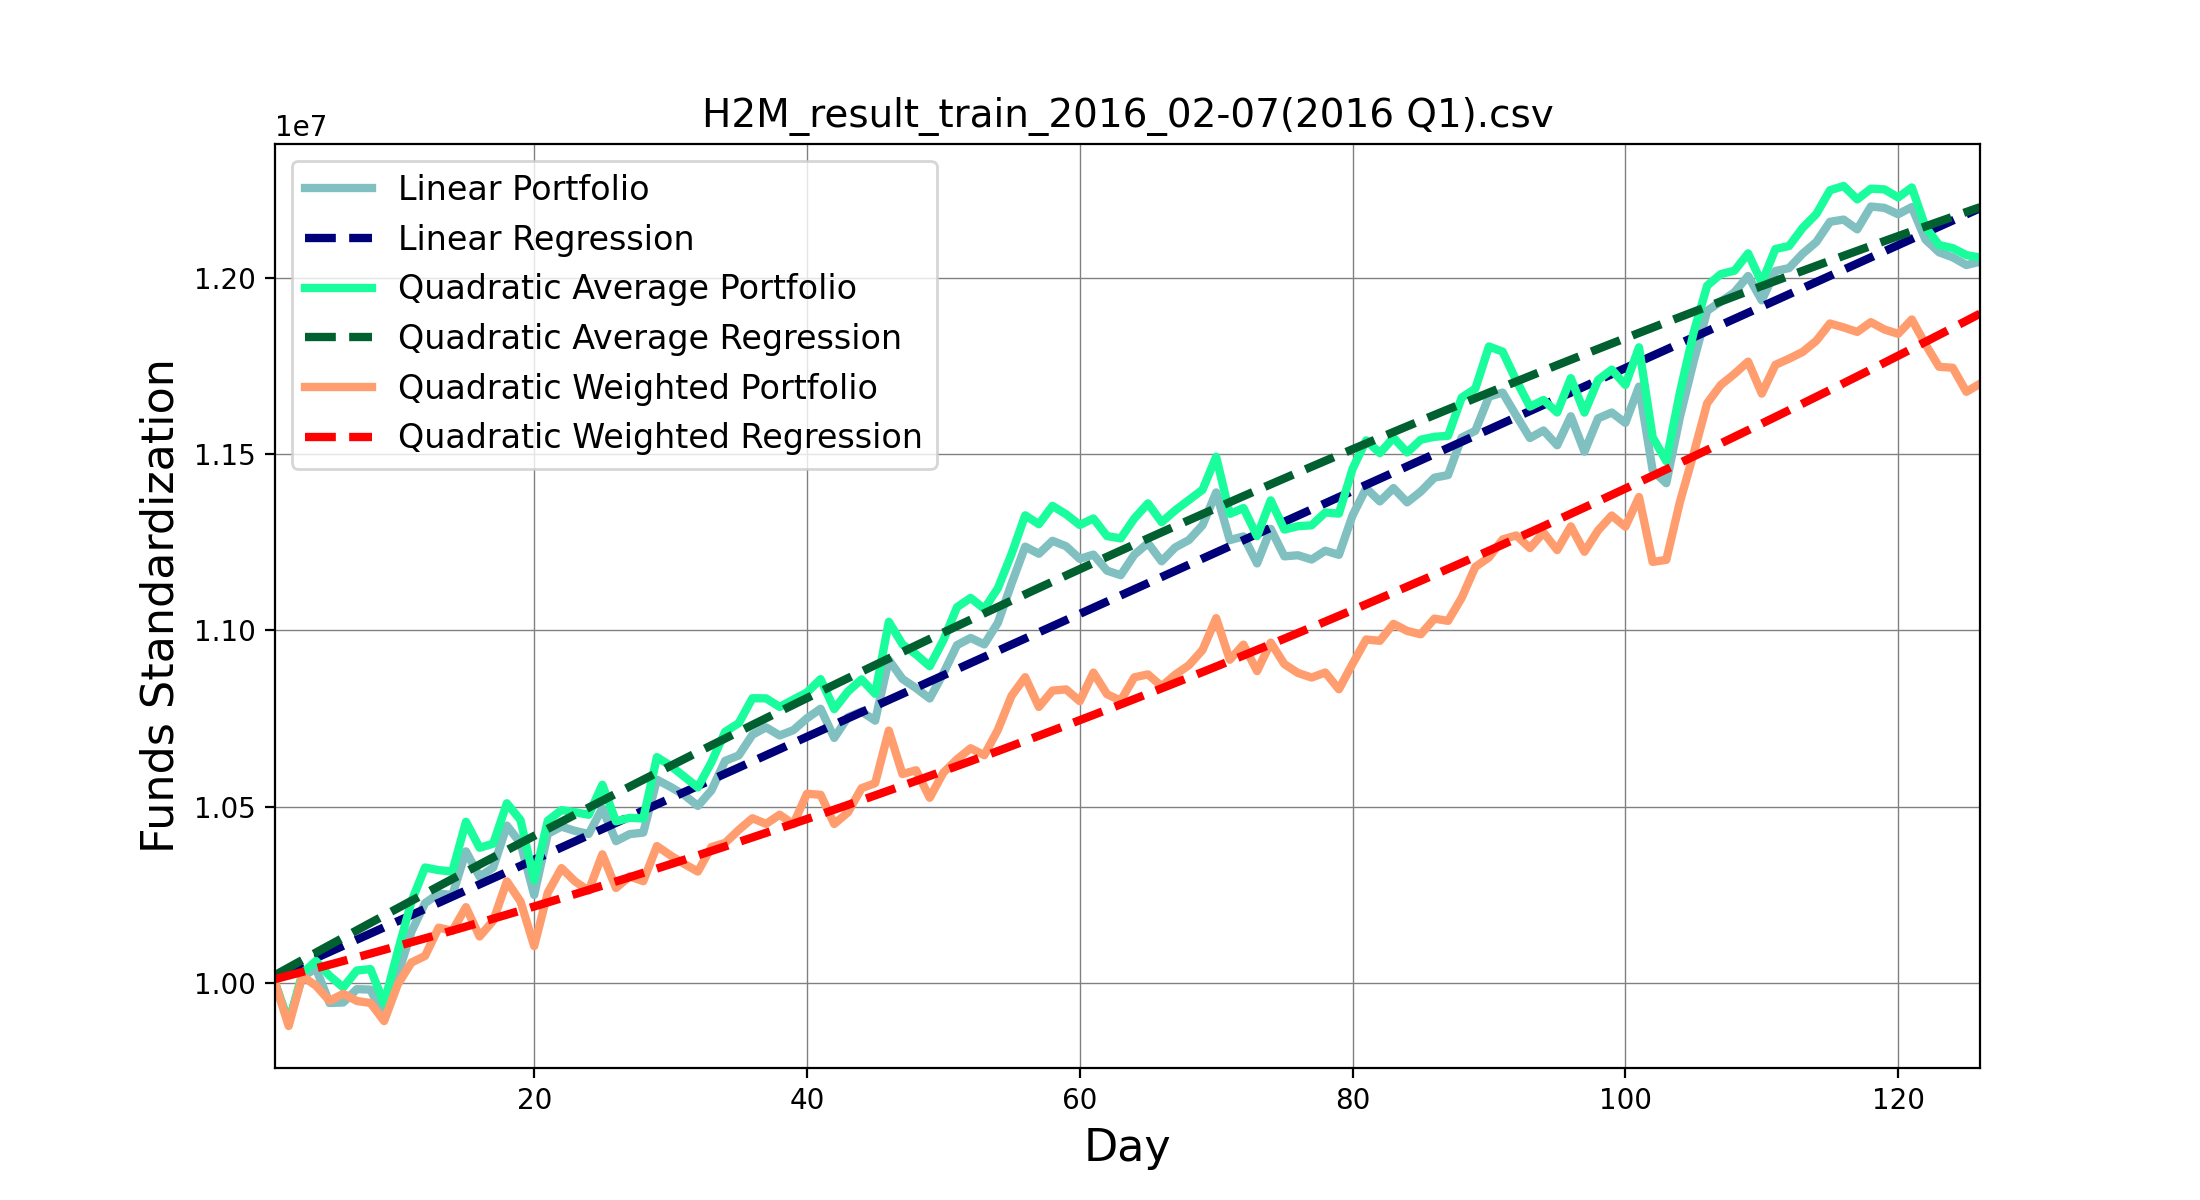 H2M_result_train_2016_02-07(2016 Q1).csv
1e7
Linear Portfolio
Linear Regression
Quadratic Average Portfolio
Quadratic Average Regression
Quadratic Weighted Portfolio
Quadratic Weighted Regression
Funds Standardization
1.20
1.15
1.10
1.05
1.00
20 40 60 80 100 120
Day